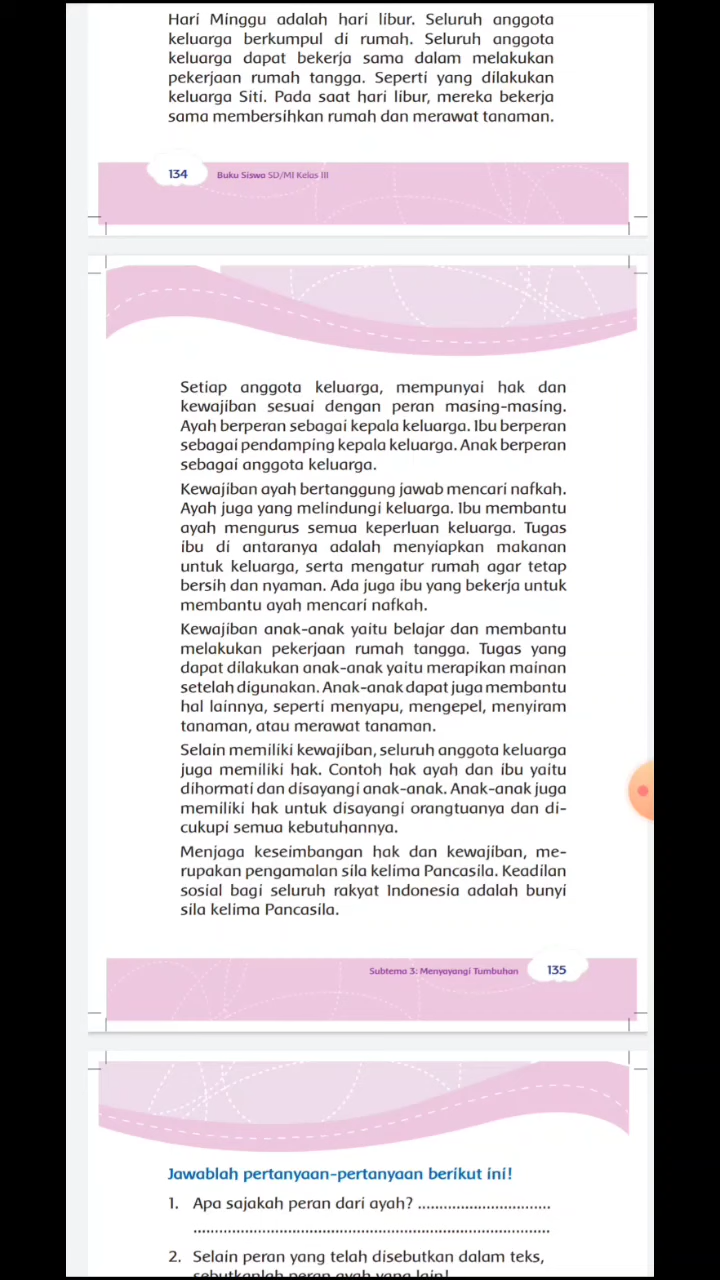 Hari Minggu adalah hari libur. Seluruh anggota
keluarga berkumpul di rumah. Seluruh anggota
keluarga dapat bekerja sama dalam melakukan
pekerjaan rumah tangga. Seperti yang dilakukan
keluarga Siti. Pada saat hari libur, mereka bekerja
sama membersihkan rumah dan merawat tanaman.
134 Buku Siswa SD/MI Kelas III
Setiap anggota keluarga, mempunyai hak dan
kewajiban sesuai dengan peran masing-masing.
Ayah berperan sebagai kepala keluarga. Ibu berperan
sebagai pendamping kepala keluarga. Anak berperan
sebagai anggota keluarga.
Kewajiban ayah bertanggung jawab mencari nafkah.
Ayah juga yang melindungi keluarga. Ibu membantu
ayah mengurus semua keperluan keluarga. Tugas
ibu di antaranya adalah menyiapkan makanan
untuk keluarga, serta mengatur rumah agar tetap
bersih dan nyaman. Ada juga ibu yang bekerja untuk
membantu ayah mencari nafkah.
Kewajiban anak-anak yaitu belajar dan membantu
melakukan pekerjaan rumah tangga. Tugas yang
dapat dilakukan anak-anak yaitu merapikan mainan
setelah digunakan. Anak-anak dapat juga membantu
hal lainnya, seperti menyapu, mengepel, menyiram
tanaman, atau merawat tanaman.
Selain memiliki kewajiban, seluruh anggota keluarga
juga memiliki hak. Contoh hak ayah dan ibu yaitu
dihormati dan disayangi anak-anak. Anak-anak juga
memiliki hak untuk disayangi orangtuanya dan di-
cukupi semua kebutuhannya.
Menjaga keseimbangan hak dan kewajiban, me-
rupakan pengamalan sila kelima Pancasila. Keadilan
sosial bagi seluruh rakyat Indonesia adalah bunyi
sila kelima Pancasila.
Subtema 3: Menyayangi Tumbuhan 135
Jawablah pertanyaan-pertanyaan berikut ini!
1. Apa sajakah peran dari ayah? ...............................
....................................................................................
2. Selain peran yang telah disebutkan dalam teks,
sebutkanlah peran ayah yang lain!